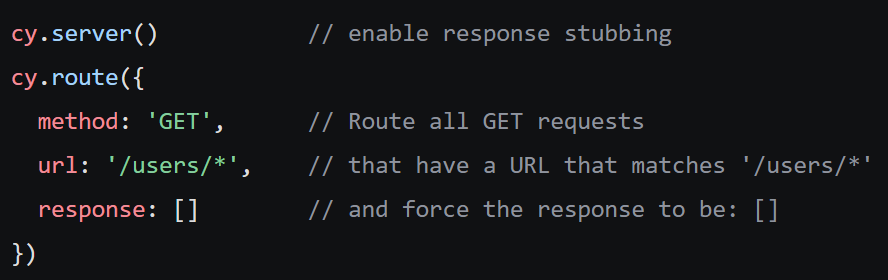 cy.server()           // enable response stubbing
cy.route({
  method: 'GET',      // Route all GET requests
  url: '/users/*',    // that have a URL that matches '/users/*'
  response: []        // and force the response to be: []
})